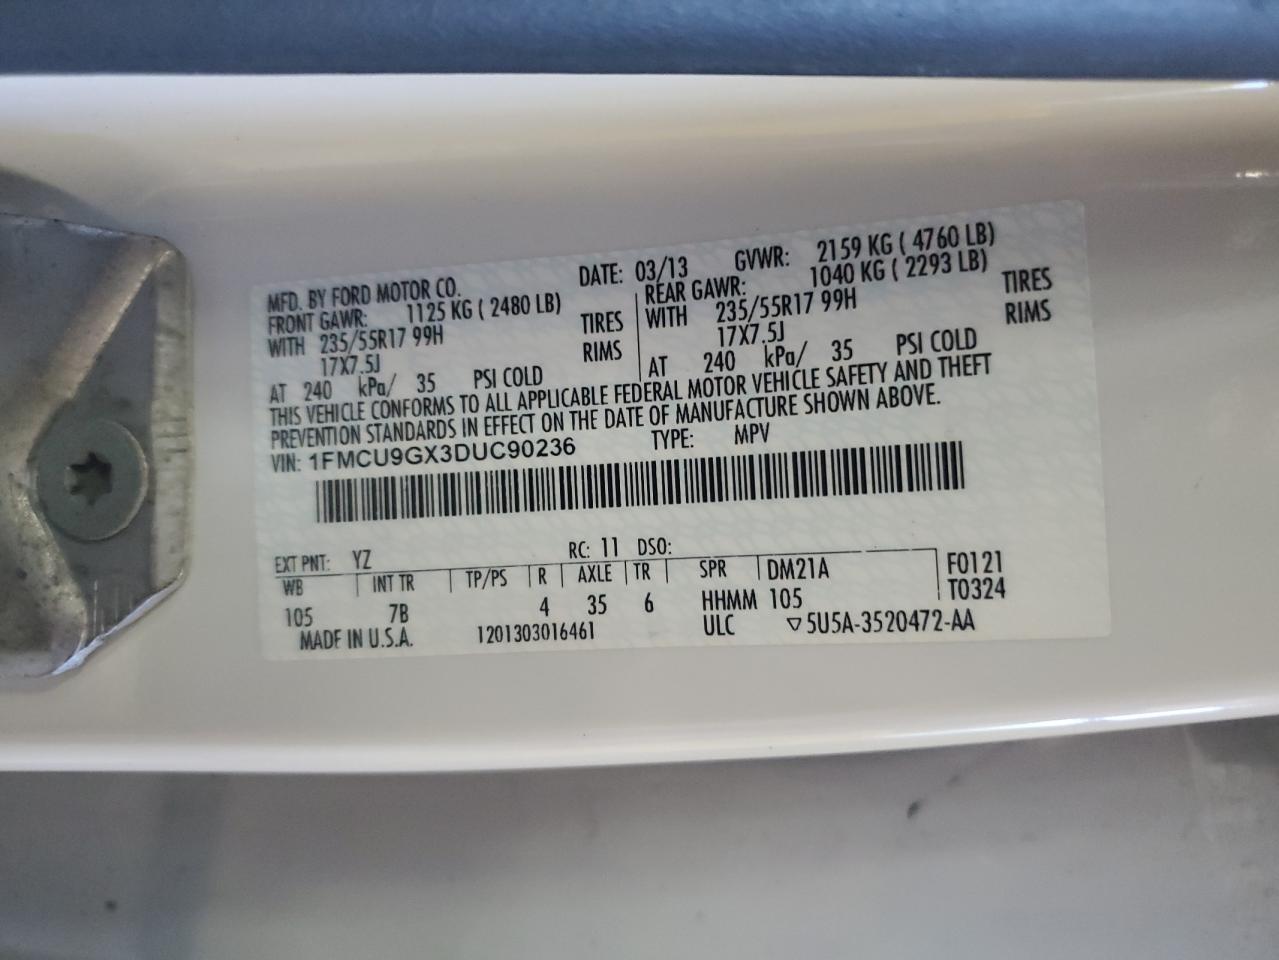 MFD. BY FORD MOTOR CO. DATE: 03/13 GVWR: 2159 KG ( 4760 LB)
FRONT GAWR: 1125 KG ( 2480 LB) REAR GAWR: 1040 KG ( 2293 LB)
WITH 235/55R17 99H TIRES WITH 235/55R17 99H TIRES
17X7.5J RIMS 17X7.5J RIMS
AT 240 kPa/ 35 PSI COLD AT 240 kPa/ 35 PSI COLD
THIS VEHICLE CONFORMS TO ALL APPLICABLE FEDERAL MOTOR VEHICLE SAFETY AND THEFT
PREVENTION STANDARDS IN EFFECT ON THE DATE OF MANUFACTURE SHOWN ABOVE.
VIN: 1FMCU9GX3DUC90236 TYPE: MPV
EXT PNT: YZ RC: 11 DSO:
WB INT TR TP/PS R AXLE TR SPR DM21A F0121
105 7B 4 35 6 HHMM 105 T0324
MADE IN U.S.A. 1201303016461 ULC ▽5U5A-3520472-AA